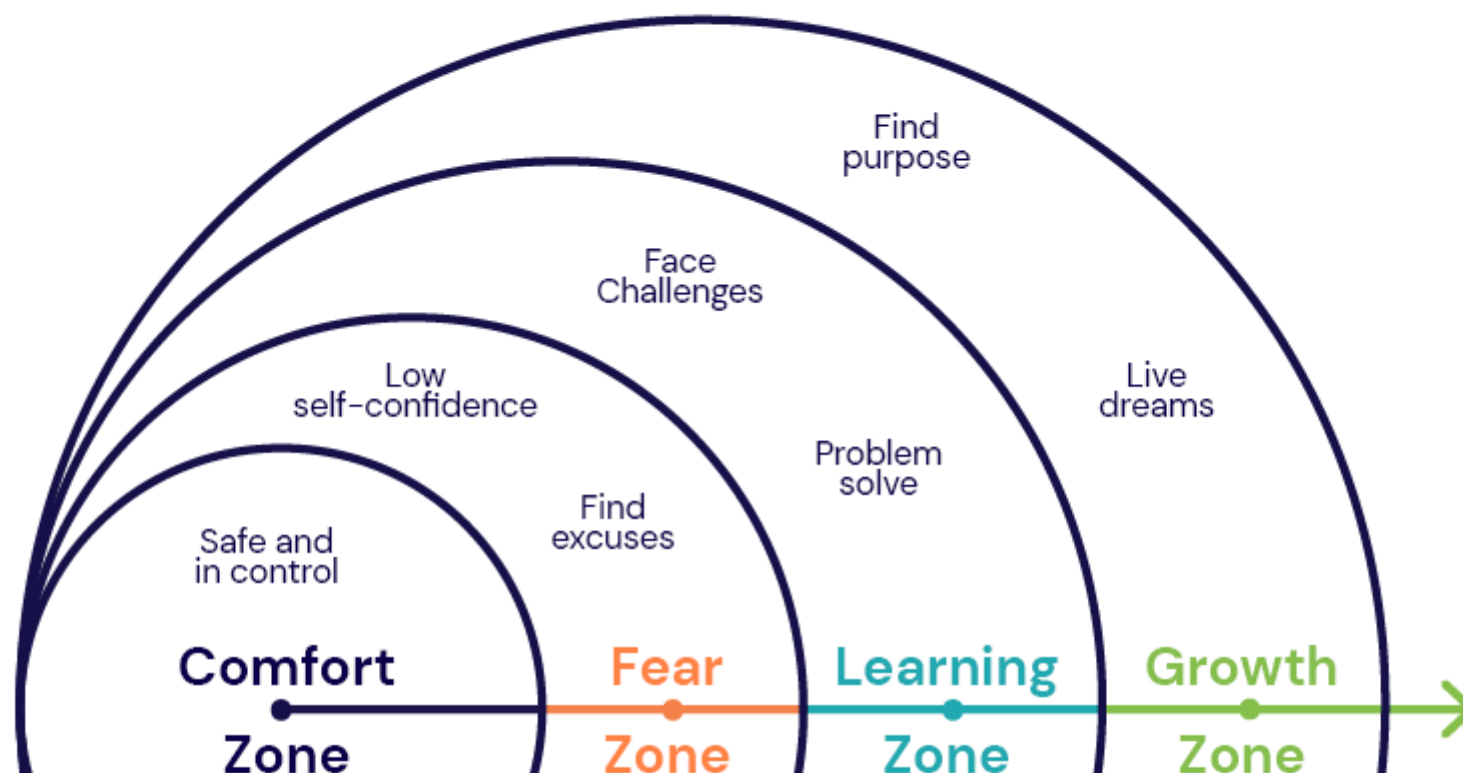 Find
purpose
Face
Challenges
Low
self-confidence
Live
dreams
Problem
solve
Find
excuses
Safe and
in control
Comfort
Zone
Fear
Zone
Learning
Zone
Growth
Zone